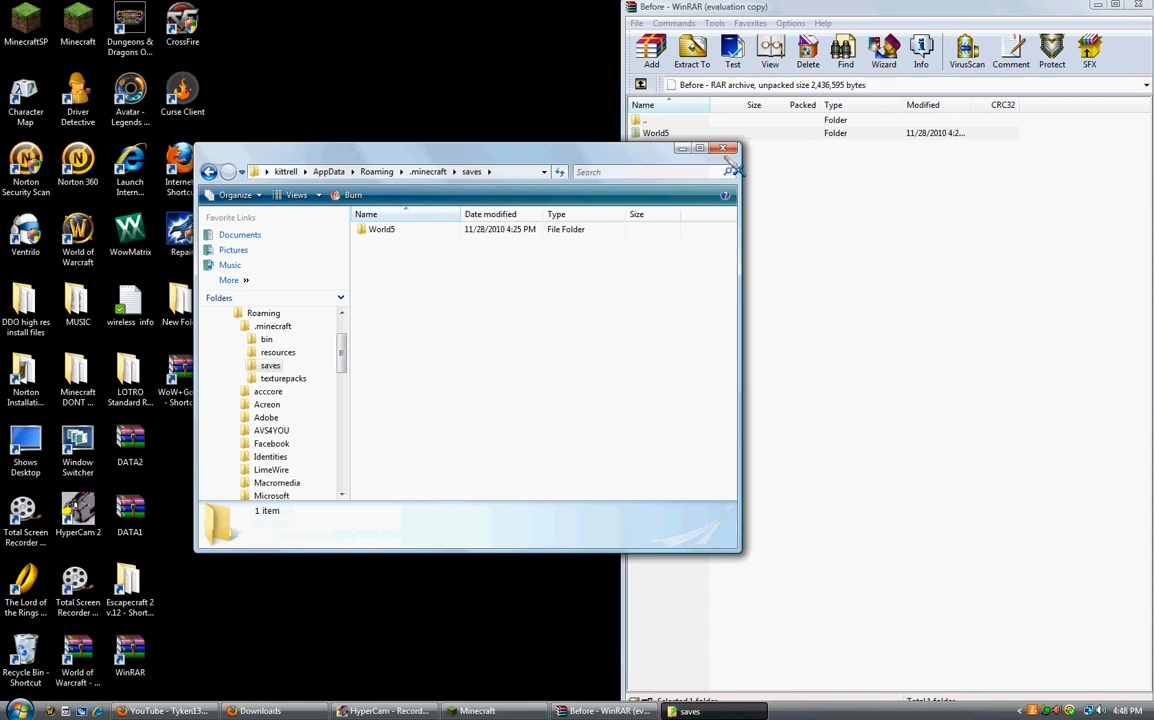 MinecraftSP
Minecraft
Dungeons & Dragons O...
CrossFire
Character Map
Driver Detective
Avatar - Legends ...
Curse Client
Norton Security Scan
Norton 360
Launch Intern...
Internet Shortcu
Ventrilo
World of Warcraft
WowMatrix
Repair
DDO high res install files
MUSIC
wireless info
New Fol
Norton Installati...
Minecraft DONT ...
LOTRO Standard R...
WoW+Go - Shortc
Shows Desktop
Window Switcher
DATA2
Total Screen Recorder ...
HyperCam 2
DATA1
The Lord of the Rings ...
Total Screen Recorder ...
Escapecraft 2 v.12 - Short...
Recycle Bin - Shortcut
World of Warcraft - ...
WinRAR
Before - WinRAR (evaluation copy)
File Commands Tools Favorites Options Help
Add Extract To Test View Delete Find Wizard Info VirusScan Comment Protect SFX
Before - RAR archive, unpacked size 2,436,595 bytes
Name Size Packed Type Modified CRC32
.. Folder
World5 Folder 11/28/2010 4:2...
kittrell AppData Roaming .minecraft saves Search
Organize Views Burn
Favorite Links
Documents
Pictures
Music
More »
Folders
Roaming
.minecraft
bin
resources
saves
texturepacks
acccore
Acreon
Adobe
AVS4YOU
Facebook
Identities
LimeWire
Macromedia
Microsoft
Name Date modified Type Size
World5 11/28/2010 4:25 PM File Folder
1 item
YouTube - Tyken13...
Downloads
HyperCam - Record...
Minecraft
Before - WinRAR (ev...
saves
4:48 PM